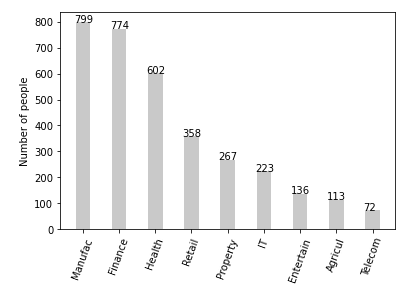 Number of people
800
700
600
500
400
300
200
100
0
799
774
602
358
267
223
136
113
72
Manufac
Finance
Health
Retail
Property
IT
Entertain
Agricul
Telecom